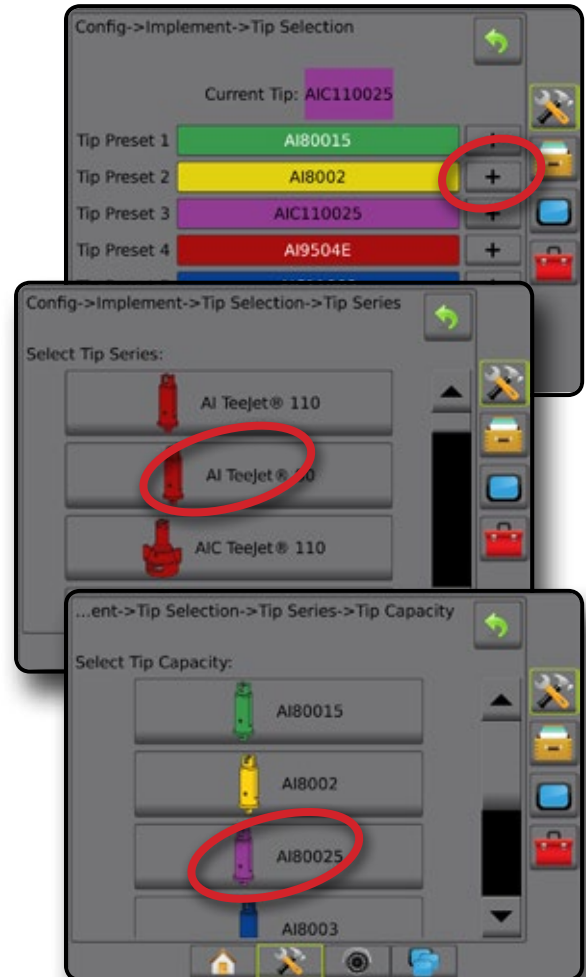 Config->Implement->Tip Selection
Current Tip: AIC110025
Tip Preset 1 AI80015 +
Tip Preset 2 AI8002 +
Tip Preset 3 AIC110025 +
Tip Preset 4 AI9504E +
Config->Implement->Tip Selection->Tip Series
Select Tip Series:
AI TeeJet® 110
AI TeeJet®
AIC TeeJet® 110
...ent->Tip Selection->Tip Series->Tip Capacity
Select Tip Capacity:
AI80015
AI8002
AI80025
AI8003